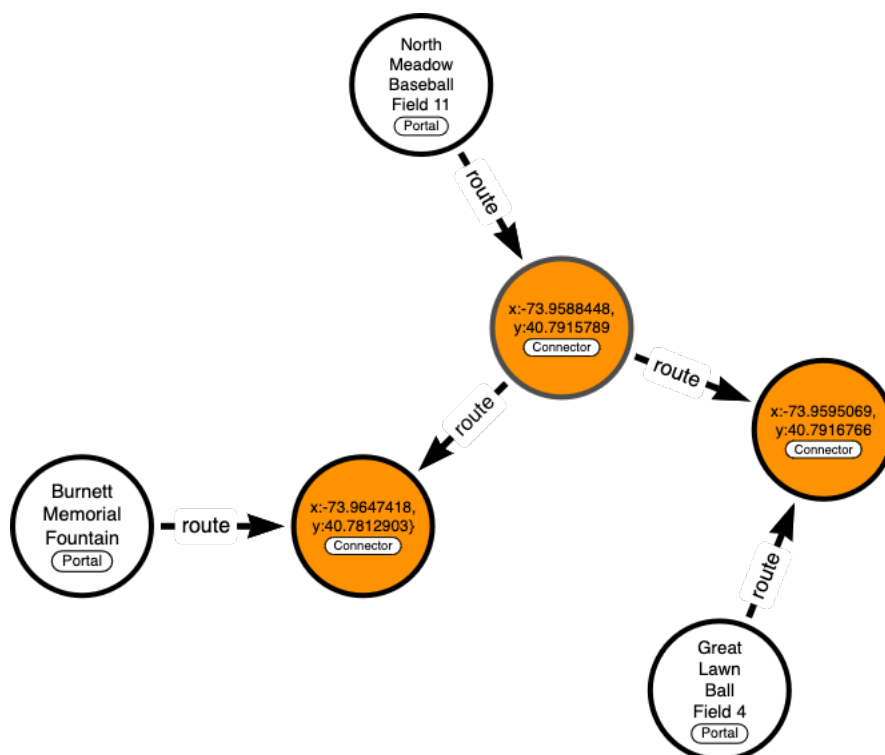 North
Meadow
Baseball
Field 11
Portal
route
x:-73.9588448,
y:40.7915789
Connector
route
route
x:-73.9595069,
y:40.7916766
Connector
Burnett
Memorial
Fountain
Portal
route
x:-73.9647418,
y:40.7812903}
Connector
route
Great
Lawn
Ball
Field 4
Portal